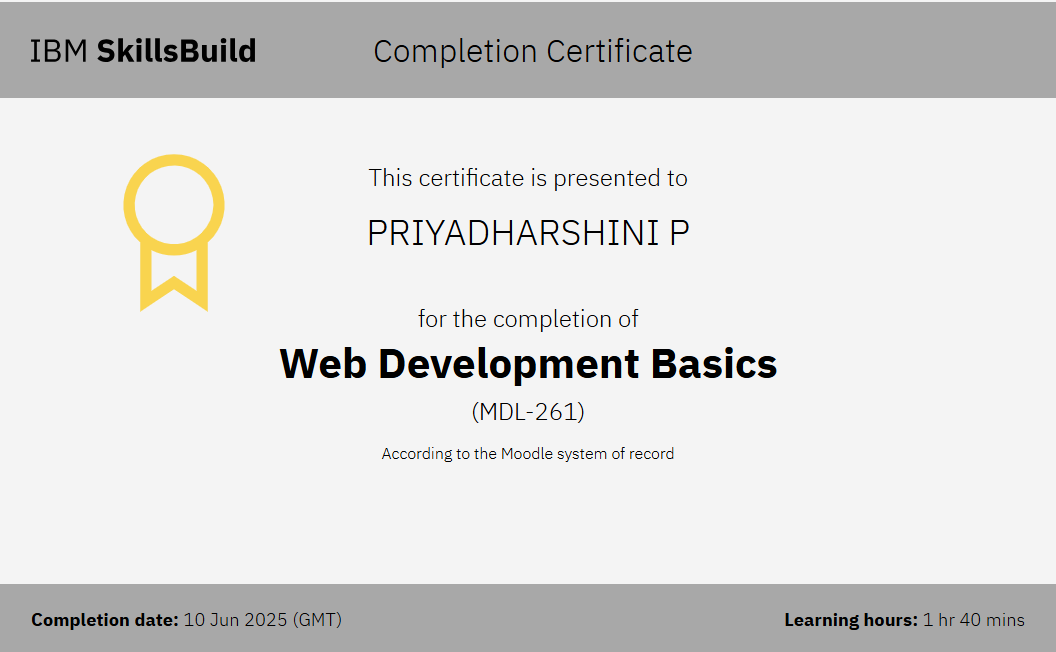 IBM SkillsBuild
Completion Certificate
This certificate is presented to
PRIYADHARSHINI P
for the completion of
Web Development Basics
(MDL-261)
According to the Moodle system of record
Completion date: 10 Jun 2025 (GMT)
Learning hours: 1 hr 40 mins